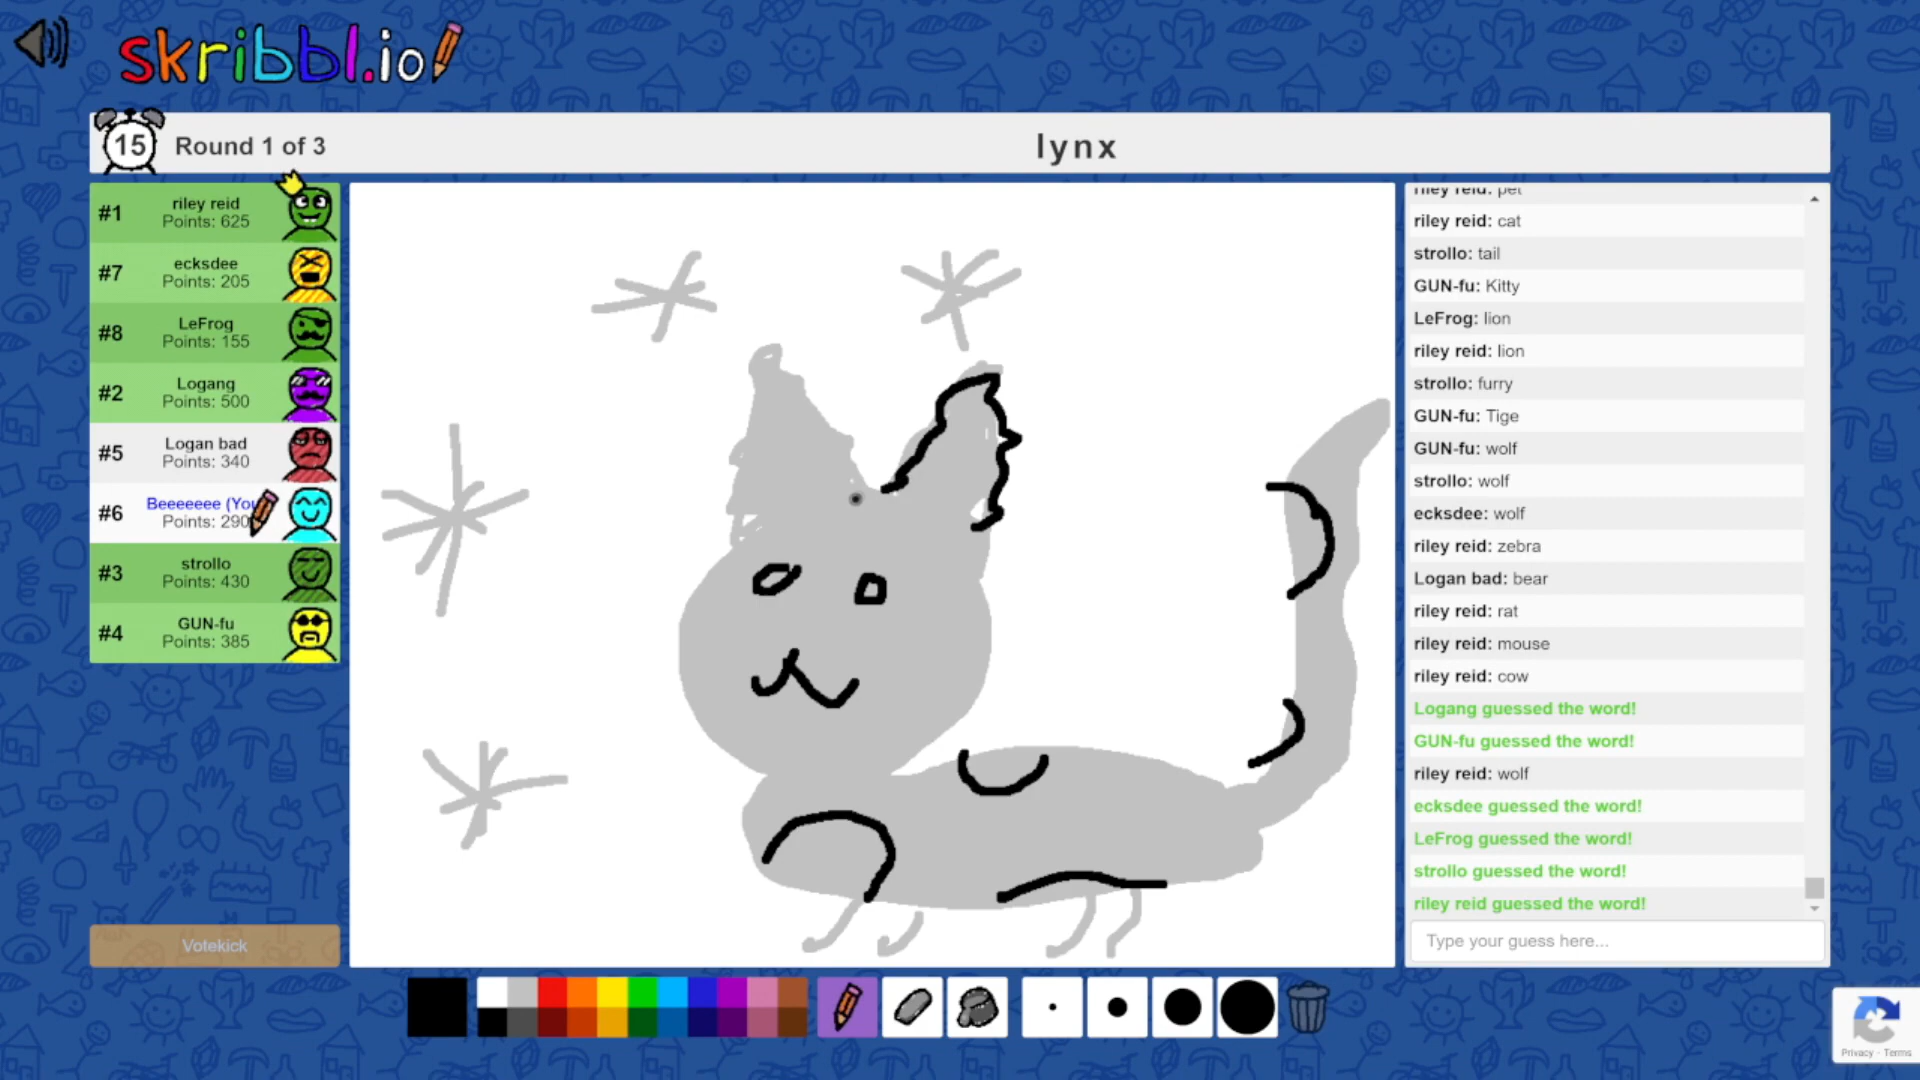 skribbl.io
15
Round 1 of 3
lynx
#1
riley reid
Points: 625
#7
ecksdee
Points: 205
#8
LeFrog
Points: 155
#2
Logang
Points: 500
#5
Logan bad
Points: 340
#6
Beeeeeee (You
Points: 290
#3
strollo
Points: 430
#4
GUN-fu
Points: 385
Votekick
riley reid: pet
riley reid: cat
strollo: tail
GUN-fu: Kitty
LeFrog: lion
riley reid: lion
strollo: furry
GUN-fu: Tige
GUN-fu: wolf
strollo: wolf
ecksdee: wolf
riley reid: zebra
Logan bad: bear
riley reid: rat
riley reid: mouse
riley reid: cow
Logang guessed the word!
GUN-fu guessed the word!
riley reid: wolf
ecksdee guessed the word!
LeFrog guessed the word!
strollo guessed the word!
riley reid guessed the word!
Type your guess here...
Privacy - Terms